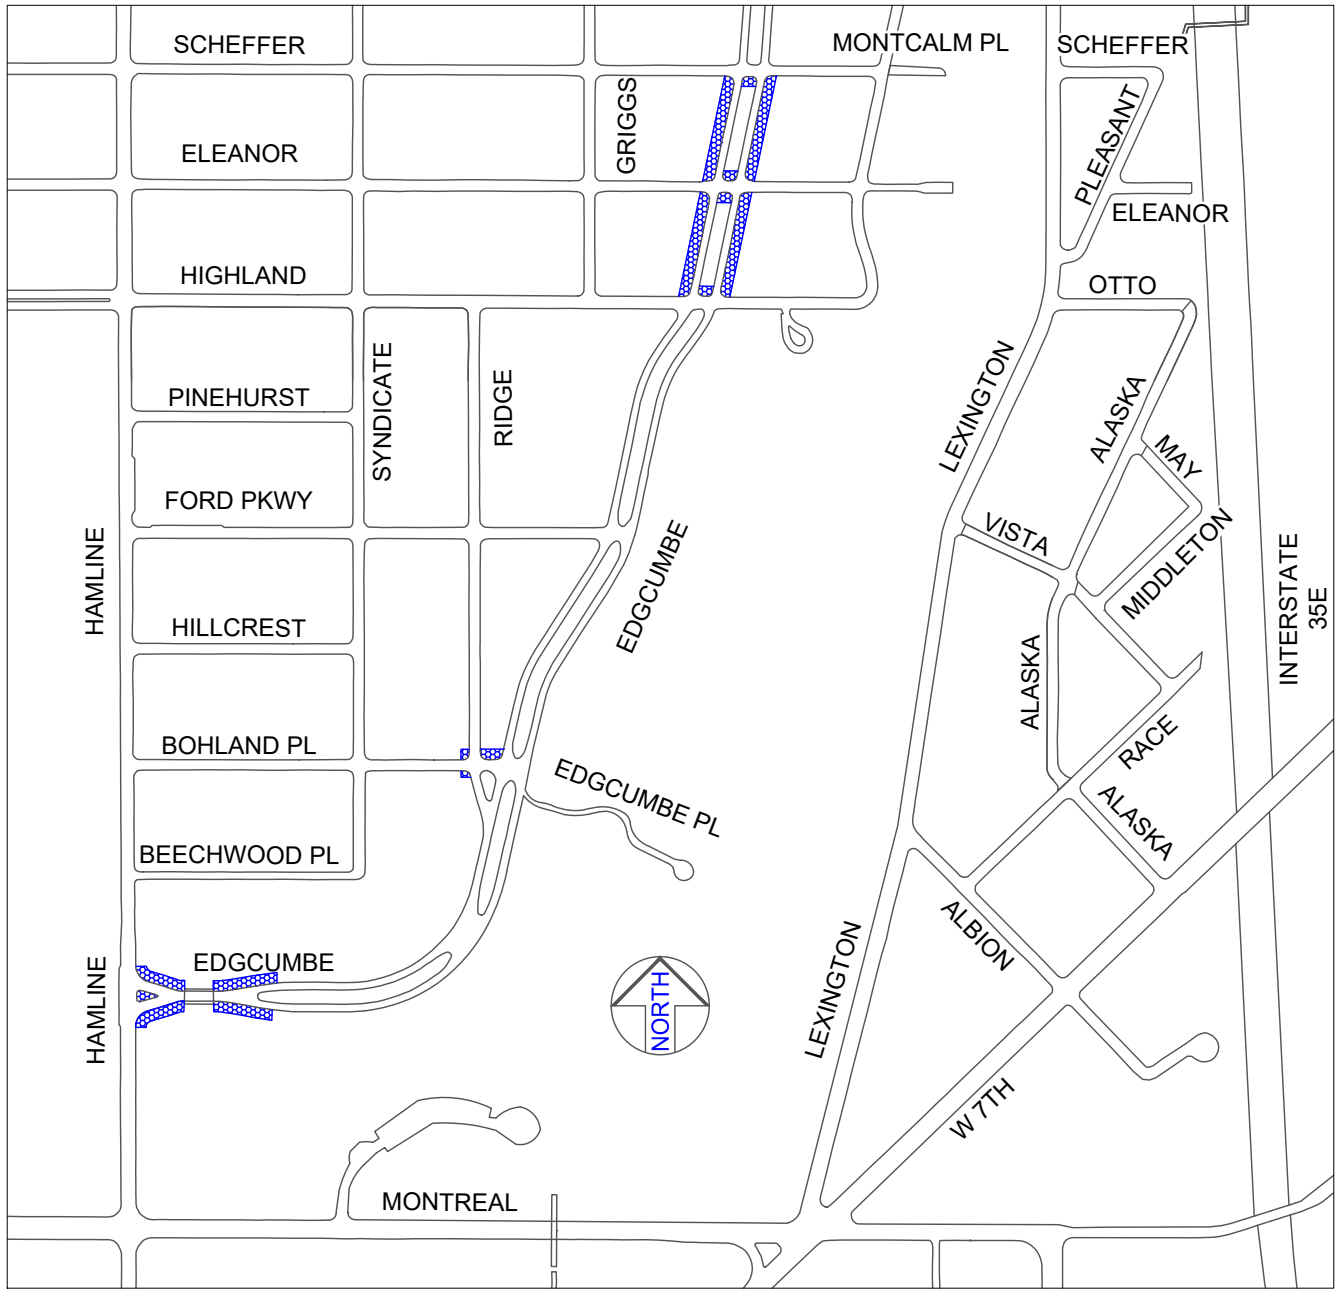 SCHEFFER
MONTCALM PL
SCHEFFER
GRIGGS
PLEASANT
ELEANOR
ELEANOR
HIGHLAND
OTTO
PINEHURST
SYNDICATE
RIDGE
LEXINGTON
ALASKA
MAY
FORD PKWY
VISTA
MIDDLETON
HAMLINE
HILLCREST
EDGCUMBE
INTERSTATE
35E
ALASKA
BOHLAND PL
RACE
EDGCUMBE PL
ALASKA
BEECHWOOD PL
ALBION
EDGCUMBE
HAMLINE
LEXINGTON
NORTH
W 7TH
MONTREAL